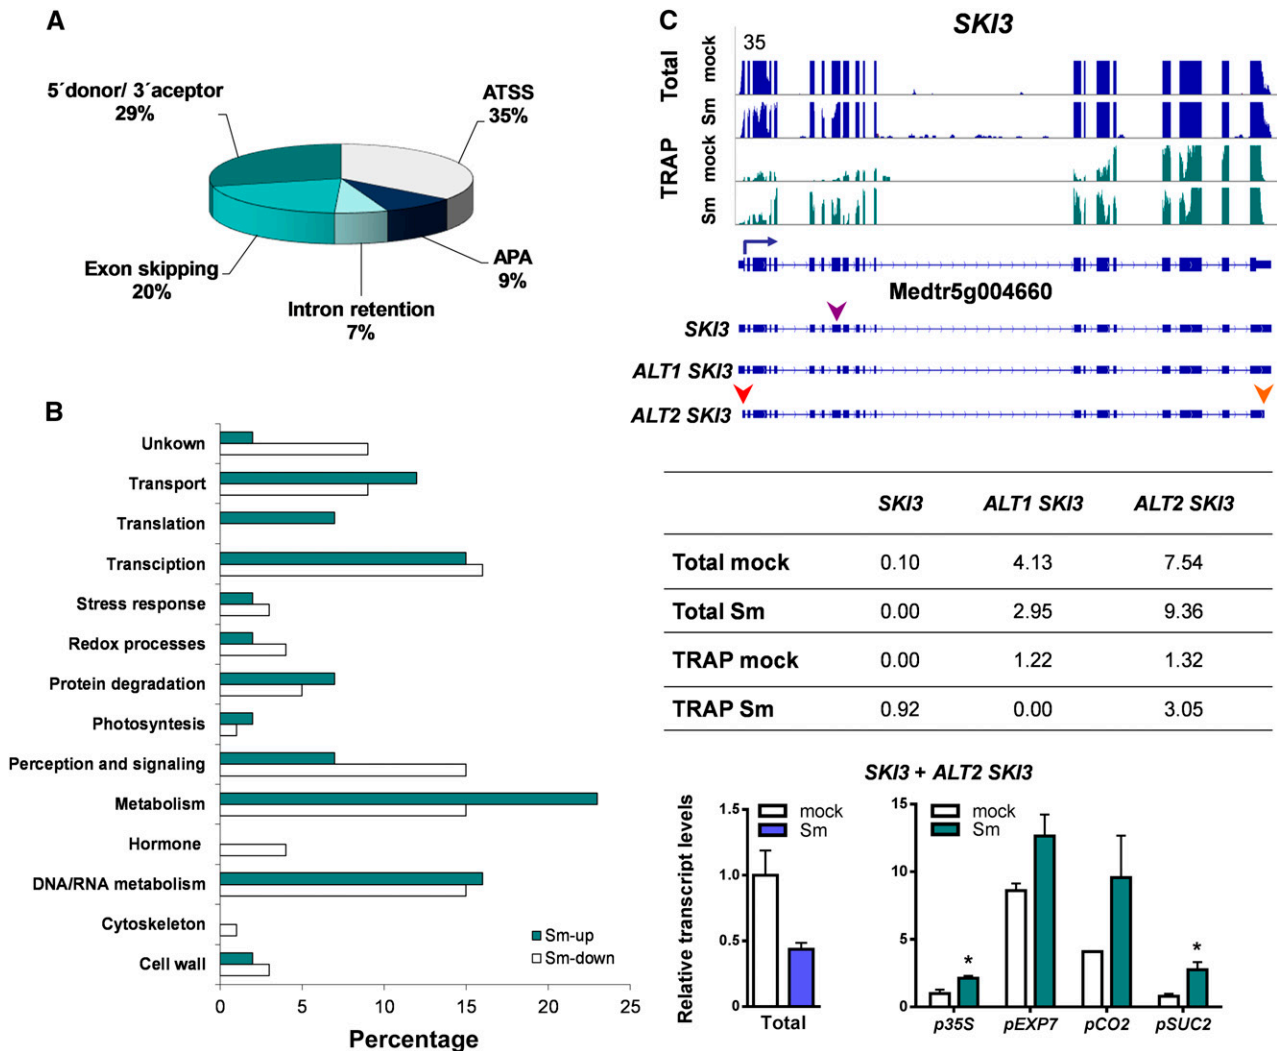 A
5´donor/ 3´aceptor
29%
ATSS
35%
APA
9%
Intron retention
7%
Exon skipping
20%
B
Unkown
Transport
Translation
Transciption
Stress response
Redox processes
Protein degradation
Photosyntesis
Perception and signaling
Metabolism
Hormone
DNA/RNA metabolism
Cytoskeleton
Cell wall
Sm-up
Sm-down
0 5 10 15 20 25
Percentage
C
SKI3
35
Total
mock
Sm
TRAP
mock
Sm
Medtr5g004660
SKI3
ALT1 SKI3
ALT2 SKI3
SKI3 ALT1 SKI3 ALT2 SKI3
Total mock 0.10 4.13 7.54
Total Sm 0.00 2.95 9.36
TRAP mock 0.00 1.22 1.32
TRAP Sm 0.92 0.00 3.05
SKI3 + ALT2 SKI3
Relative transcript levels
1.5
1.0
0.5
0
mock
Sm
Total
15
10
5
0
mock
Sm
*
*
p35S pEXP7 pCO2 pSUC2